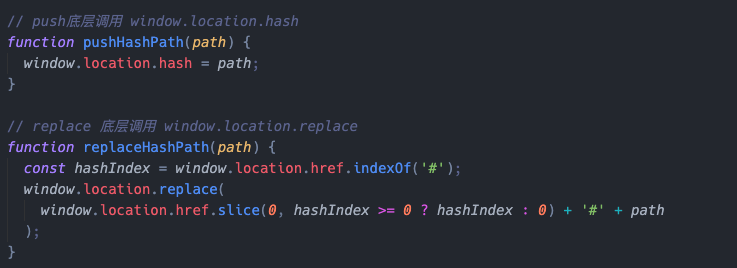 // push底层调用 window.location.hash
function pushHashPath(path) {
  window.location.hash = path;
}

// replace 底层调用 window.location.replace
function replaceHashPath(path) {
  const hashIndex = window.location.href.indexOf('#');
  window.location.replace(
    window.location.href.slice(0, hashIndex >= 0 ? hashIndex : 0) + '#' + path
  );
}